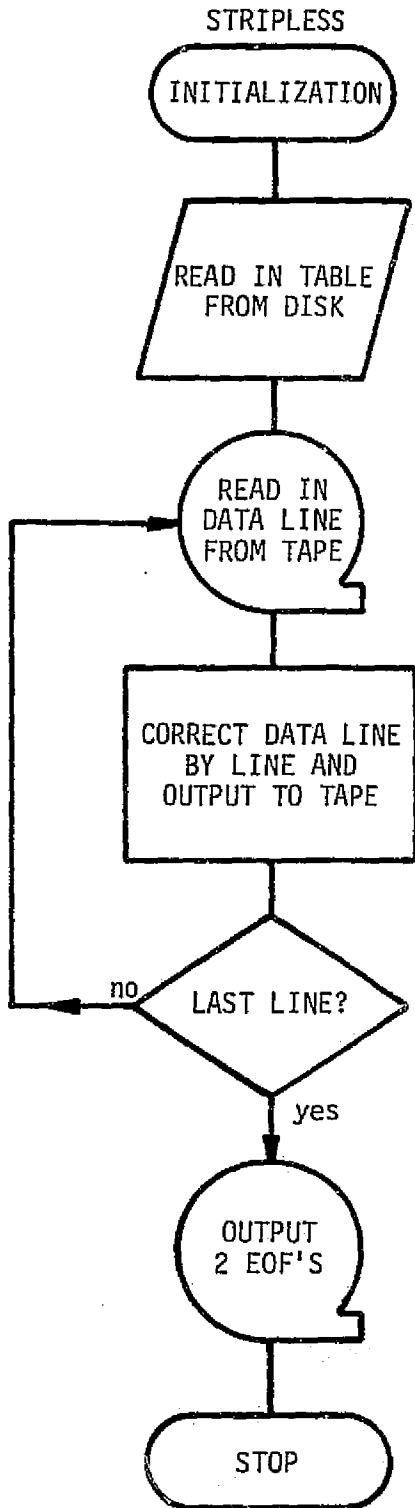 STRIPLESS
INITIALIZATION
READ IN TABLE
FROM DISK
READ IN
DATA LINE
FROM TAPE
CORRECT DATA LINE
BY LINE AND
OUTPUT TO TAPE
LAST LINE?
no
yes
OUTPUT
2 EOF'S
STOP